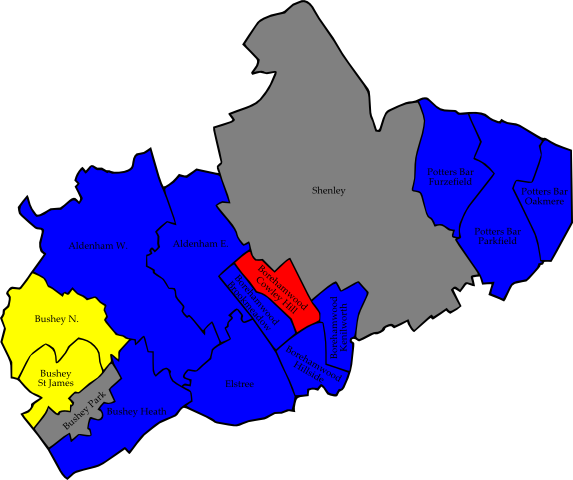 Potters Bar
Furzefield
Shenley
Potters Bar
Oakmere
Potters Bar
Parkfield
Aldenham W.
Aldenham E.
Borehamwood
Cowley Hill
Borehamwood
Brookmeadow
Borehamwood
Kenilworth
Bushey N.
Borehamwood
Hillside
Bushey
St James
Elstree
Bushey Park
Bushey Heath